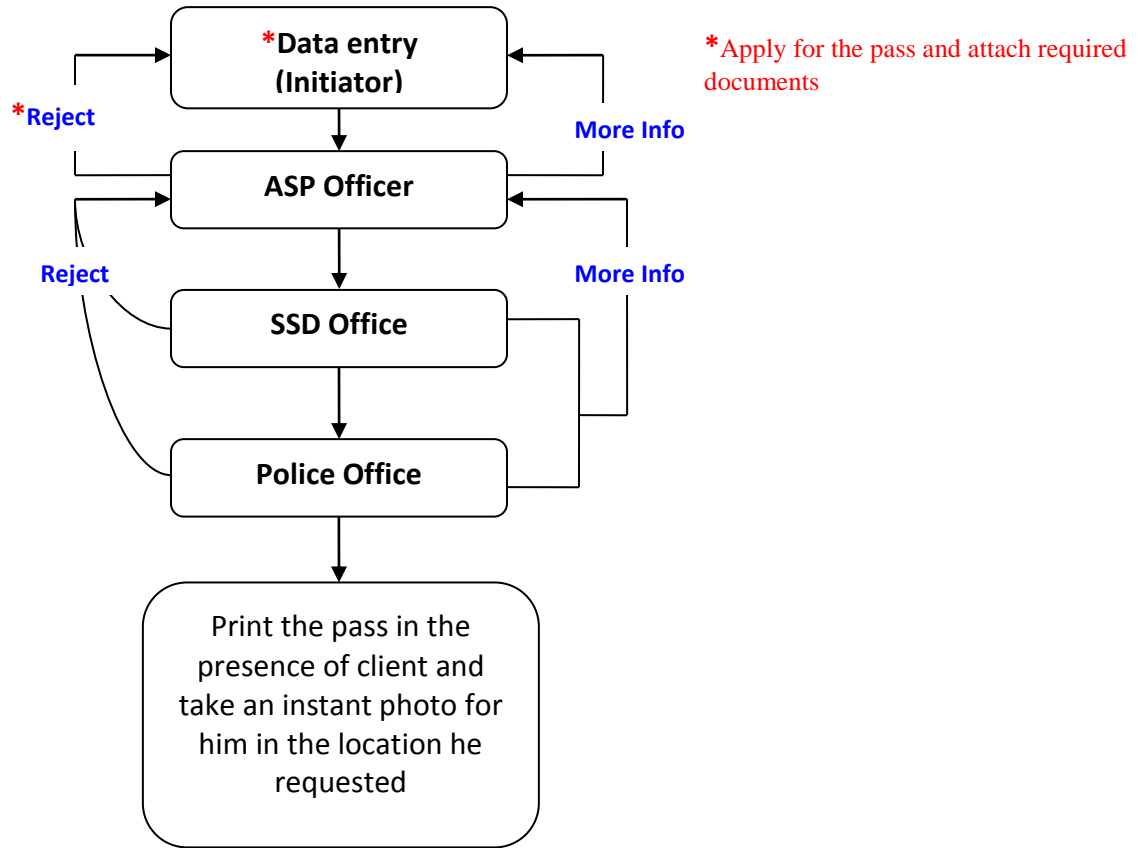 *Data entry
(Initiator)
*Apply for the pass and attach required
documents
*Reject
More Info
ASP Officer
Reject
More Info
SSD Office
Police Office
Print the pass in the
presence of client and
take an instant photo for
him in the location he
requested